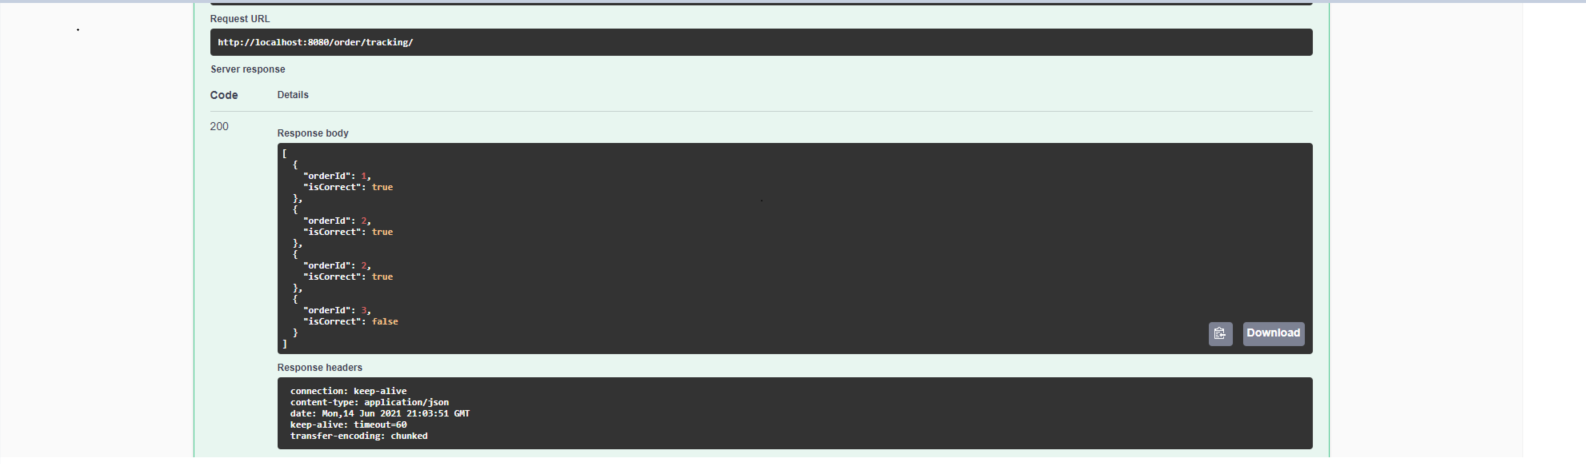 Request URL
http://localhost:8080/order/tracking/
Server response
Code Details
200
Response body
[
  {
    "orderId": 1,
    "isCorrect": true
  },
  {
    "orderId": 2,
    "isCorrect": true
  },
  {
    "orderId": 2,
    "isCorrect": true
  },
  {
    "orderId": 3,
    "isCorrect": false
  }
]
Download
Response headers
connection: keep-alive
content-type: application/json
date: Mon,14 Jun 2021 21:03:51 GMT
keep-alive: timeout=60
transfer-encoding: chunked